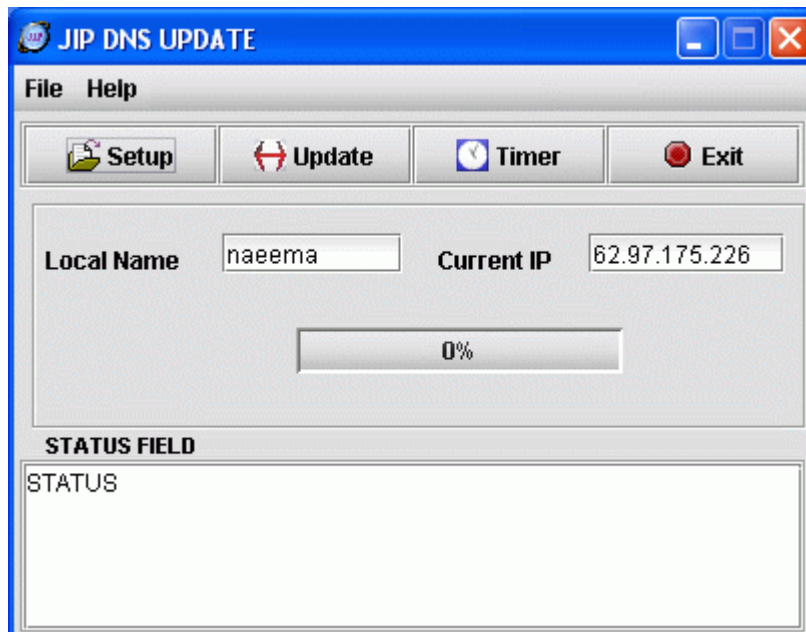 JIP DNS UPDATE
File Help
Setup Update Timer Exit
Local Name naeema Current IP 62.97.175.226
0%
STATUS FIELD
STATUS